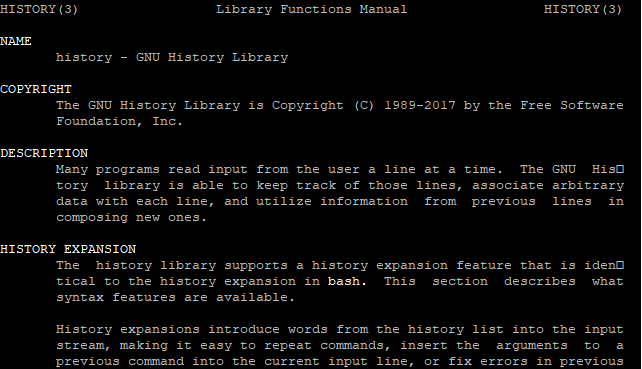 HISTORY(3) Library Functions Manual HISTORY(3)
NAME
history - GNU History Library
COPYRIGHT
The GNU History Library is Copyright (C) 1989-2017 by the Free Software
Foundation, Inc.
DESCRIPTION
Many programs read input from the user a line at a time. The GNU His□
tory library is able to keep track of those lines, associate arbitrary
data with each line, and utilize information from previous lines in
composing new ones.
HISTORY EXPANSION
The history library supports a history expansion feature that is iden□
tical to the history expansion in bash. This section describes what
syntax features are available.
History expansions introduce words from the history list into the input
stream, making it easy to repeat commands, insert the arguments to a
previous command into the current input line, or fix errors in previous